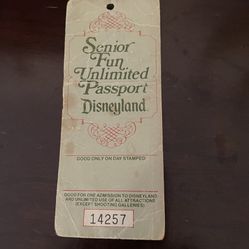 Senior
Fun
Unlimited
Passport
Disneyland
GOOD ONLY ON DAY STAMPED
GOOD FOR ONE ADMISSION TO DISNEYLAND
AND UNLIMITED USE OF ALL ATTRACTIONS
(EXCEPT SHOOTING GALLERIES)
14257